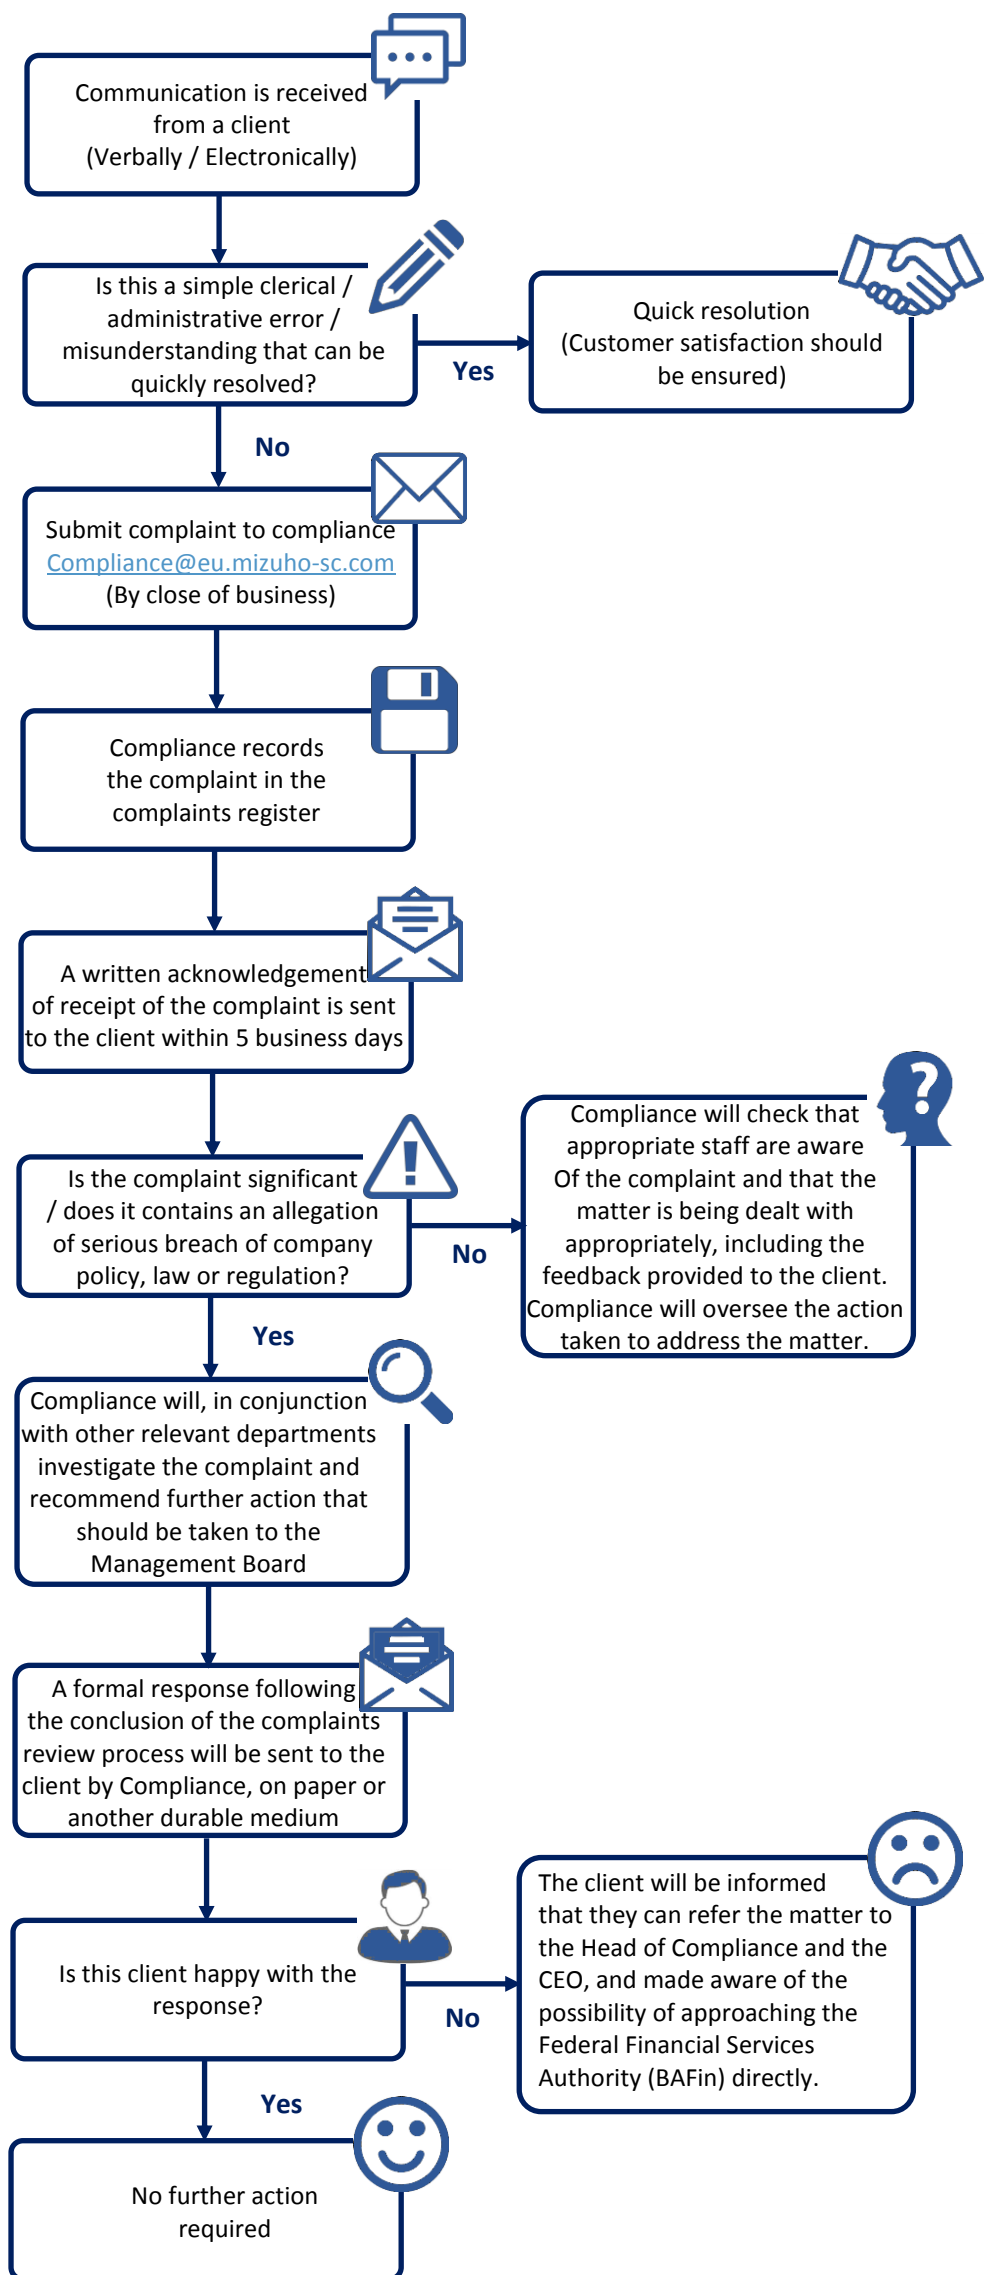 Communication is received
from a client
(Verbally / Electronically)
Is this a simple clerical /
administrative error /
misunderstanding that can be
quickly resolved?
Yes
Quick resolution
(Customer satisfaction should
be ensured)
No
Submit complaint to compliance
Compliance@eu.mizuho-sc.com
(By close of business)
Compliance records
the complaint in the
complaints register
A written acknowledgement
of receipt of the complaint is sent
to the client within 5 business days
Is the complaint significant
/ does it contains an allegation
of serious breach of company
policy, law or regulation?
No
Compliance will check that
appropriate staff are aware
Of the complaint and that the
matter is being dealt with
appropriately, including the
feedback provided to the client.
Compliance will oversee the action
taken to address the matter.
Yes
Compliance will, in conjunction
with other relevant departments
investigate the complaint and
recommend further action that
should be taken to the
Management Board
A formal response following
the conclusion of the complaints
review process will be sent to the
client by Compliance, on paper or
another durable medium
Is this client happy with the
response?
No
The client will be informed
that they can refer the matter to
the Head of Compliance and the
CEO, and made aware of the
possibility of approaching the
Federal Financial Services
Authority (BAFin) directly.
Yes
No further action
required